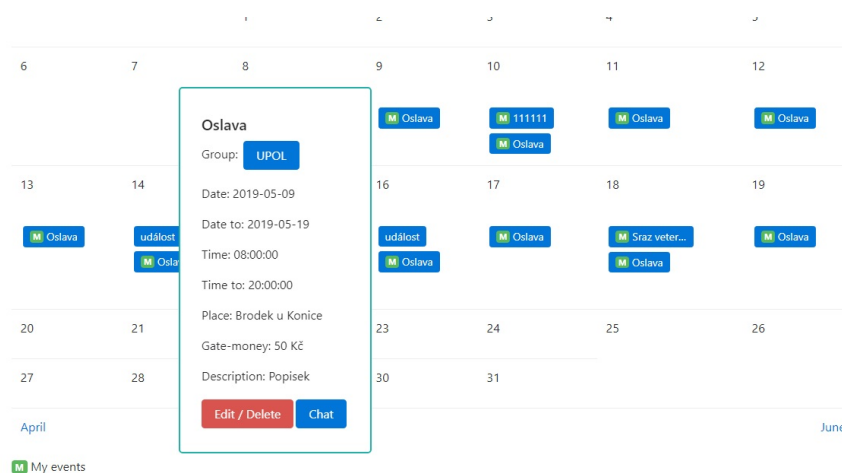 6 7 8 9 10 11 12
M Oslava M 111111 M Oslava M Oslava
M Oslava
Oslava
Group: UPOL
Date: 2019-05-09
Date to: 2019-05-19
Time: 08:00:00
Time to: 20:00:00
Place: Brodek u Konice
Gate-money: 50 Kč
Description: Popisek
Edit / Delete Chat
13 14 16 17 18 19
M Oslava událost událost M Oslava M Sraz veter... M Oslava
M Osla M Oslava M Oslava
20 21 23 24 25 26
27 28 30 31
April June
M My events